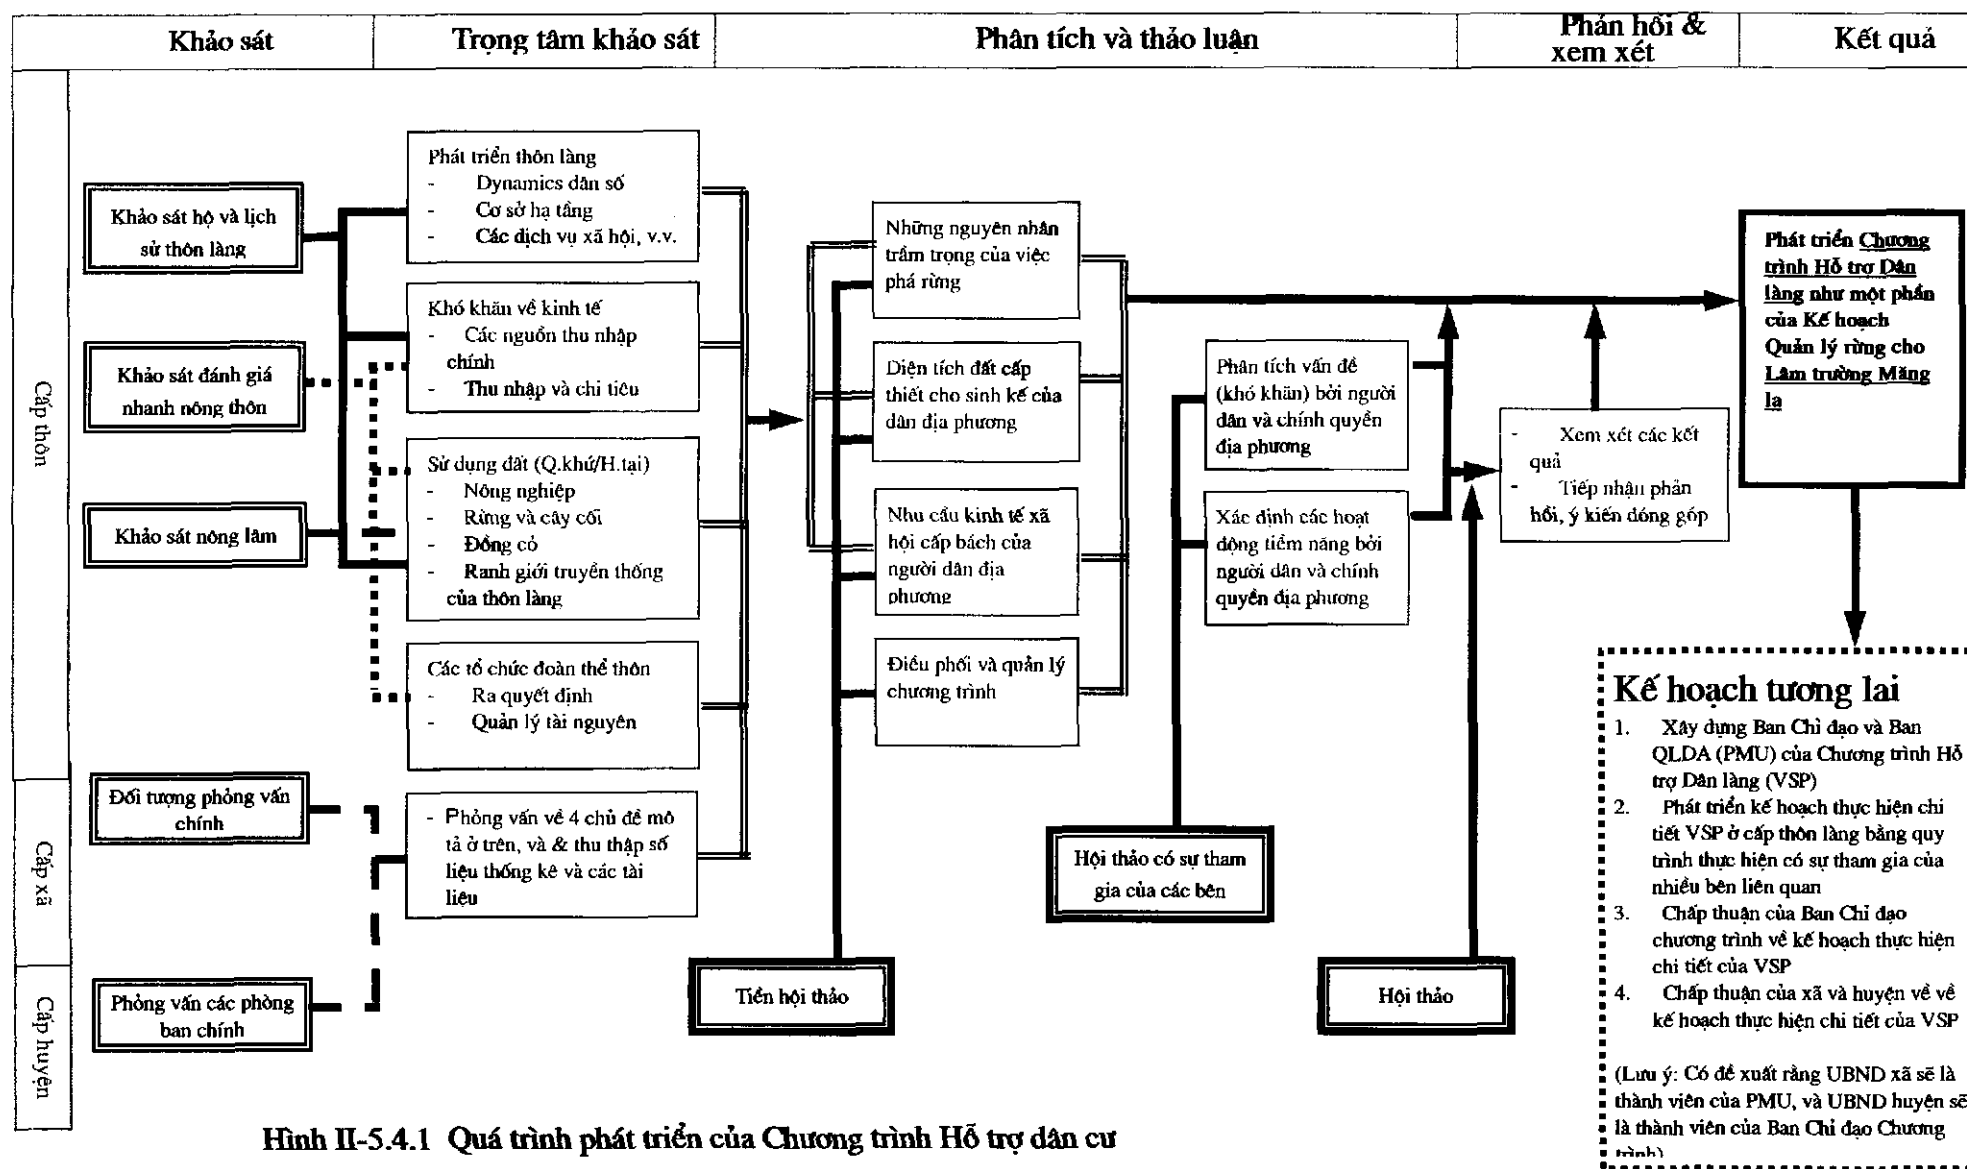 Khảo sát
Trọng tâm khảo sát
Phân tích và thảo luận
Phản hồi &
xem xét
Kết quả
Cấp thôn
Cấp xã
Cấp huyện
Khảo sát hộ và lịch
sử thôn làng
Khảo sát đánh giá
nhanh nông thôn
Khảo sát nông lâm
Đối tượng phỏng vấn
chính
Phỏng vấn các phòng
ban chính
Phát triển thôn làng
- Dynamics dân số
- Cơ sở hạ tầng
- Các dịch vụ xã hội, v.v.
Khó khăn về kinh tế
- Các nguồn thu nhập
chính
- Thu nhập và chi tiêu
Sử dụng đất (Q.khứ/H.tại)
- Nông nghiệp
- Rừng và cây cối
- Đồng cỏ
- Ranh giới truyền thống
của thôn làng
Các tổ chức đoàn thể thôn
- Ra quyết định
- Quản lý tài nguyên
- Phỏng vấn về 4 chủ đề mô
tả ở trên, và & thu thập số
liệu thống kê và các tài
liệu
Những nguyên nhân
trầm trọng của việc
phá rừng
Diện tích đất cấp
thiết cho sinh kế của
dân địa phương
Nhu cầu kinh tế xã
hội cấp bách của
người dân địa
phương
Điều phối và quản lý
chương trình
Tiền hội thảo
Phân tích vấn đề
(khó khăn) bởi người
dân và chính quyền
địa phương
Xác định các hoạt
động tiềm năng bởi
người dân và chính
quyền địa phương
Hội thảo có sự tham
gia của các bên
Hội thảo
- Xem xét các kết
quả
- Tiếp nhận phản
hồi, ý kiến đóng góp
Phát triển Chương
trình Hỗ trợ Dân
làng như một phần
của Kế hoạch
Quản lý rừng cho
Lâm trường Măng
la
Kế hoạch tương lai
1. Xây dựng Ban Chỉ đạo và Ban
QLDA (PMU) của Chương trình Hỗ
trợ Dân làng (VSP)
2. Phát triển kế hoạch thực hiện chi
tiết VSP ở cấp thôn làng bằng quy
trình thực hiện có sự tham gia của
nhiều bên liên quan
3. Chấp thuận của Ban Chỉ đạo
chương trình về kế hoạch thực hiện
chi tiết của VSP
4. Chấp thuận của xã và huyện về về
kế hoạch thực hiện chi tiết của VSP
(Lưu ý: Có đề xuất rằng UBND xã sẽ là
thành viên của PMU, và UBND huyện sẽ
là thành viên của Ban Chỉ đạo Chương
trình)
Hình II-5.4.1 Quá trình phát triển của Chương trình Hỗ trợ dân cư